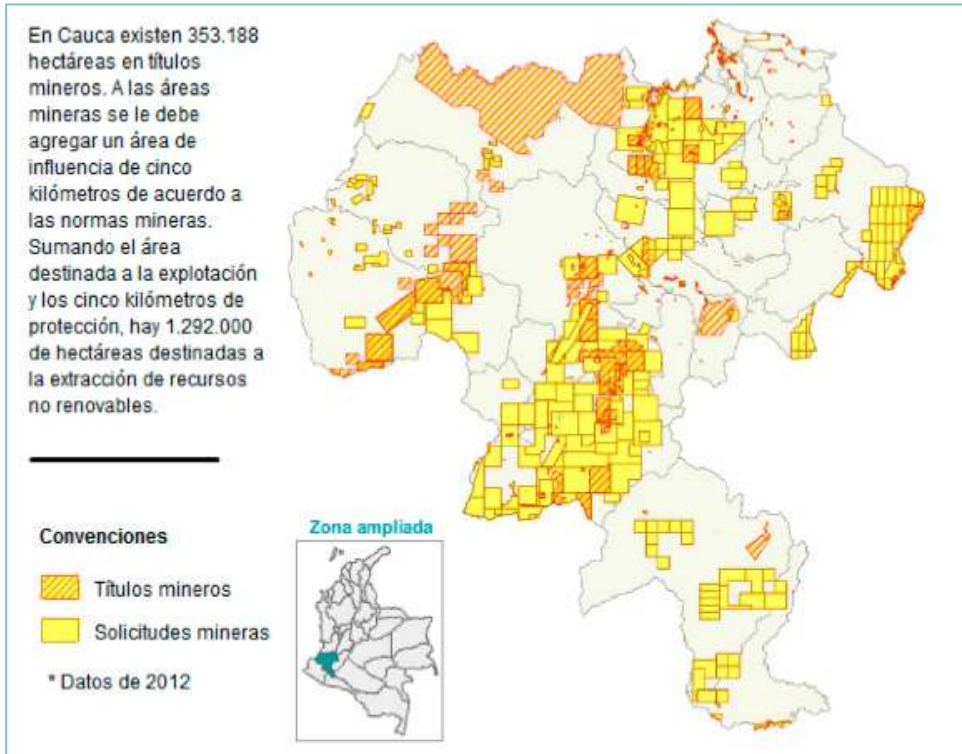 En Cauca existen 353.188
hectáreas en títulos
mineros. A las áreas
mineras se le debe
agregar un área de
influencia de cinco
kilómetros de acuerdo a
las normas mineras.
Sumando el área
destinada a la explotación
y los cinco kilómetros de
protección, hay 1.292.000
de hectáreas destinadas a
la extracción de recursos
no renovables.
Convenciones
Títulos mineros
Solicitudes mineras
* Datos de 2012
Zona ampliada